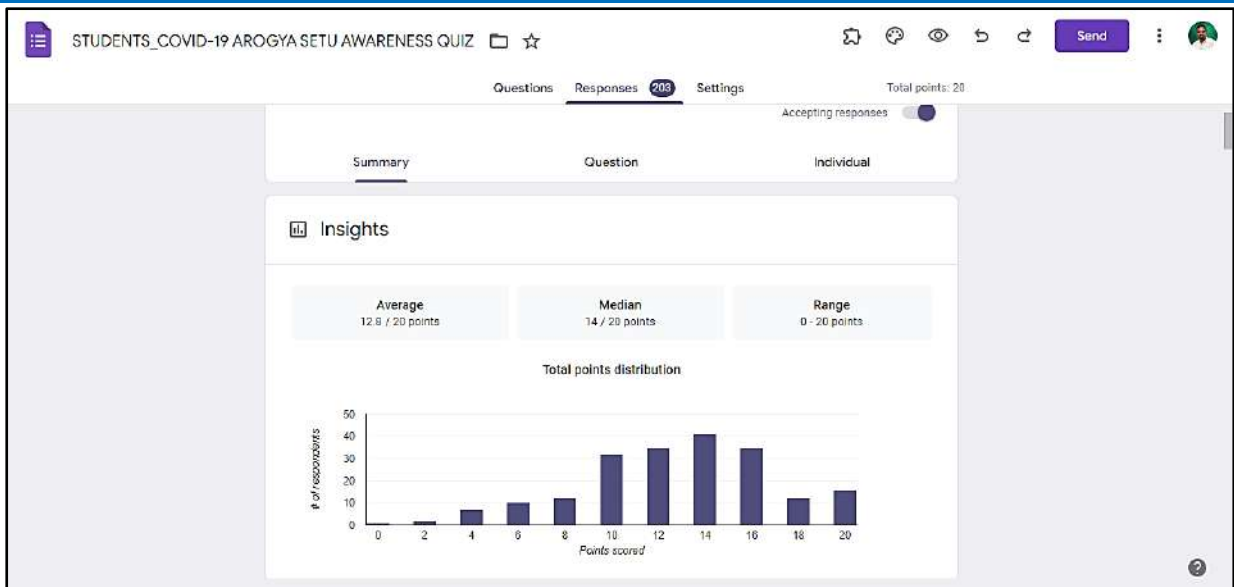 STUDENTS_COVID-19 AROGYA SETU AWARENESS QUIZ
Send
Questions Responses 203 Settings
Total points: 20
Accepting responses
Summary Question Individual
Insights
Average Median Range
12.8 / 20 points 14 / 20 points 0 - 20 points
Total points distribution
# of respondents
50
40
30
20
10
0
0 2 4 6 8 10 12 14 16 18 20
Points scored